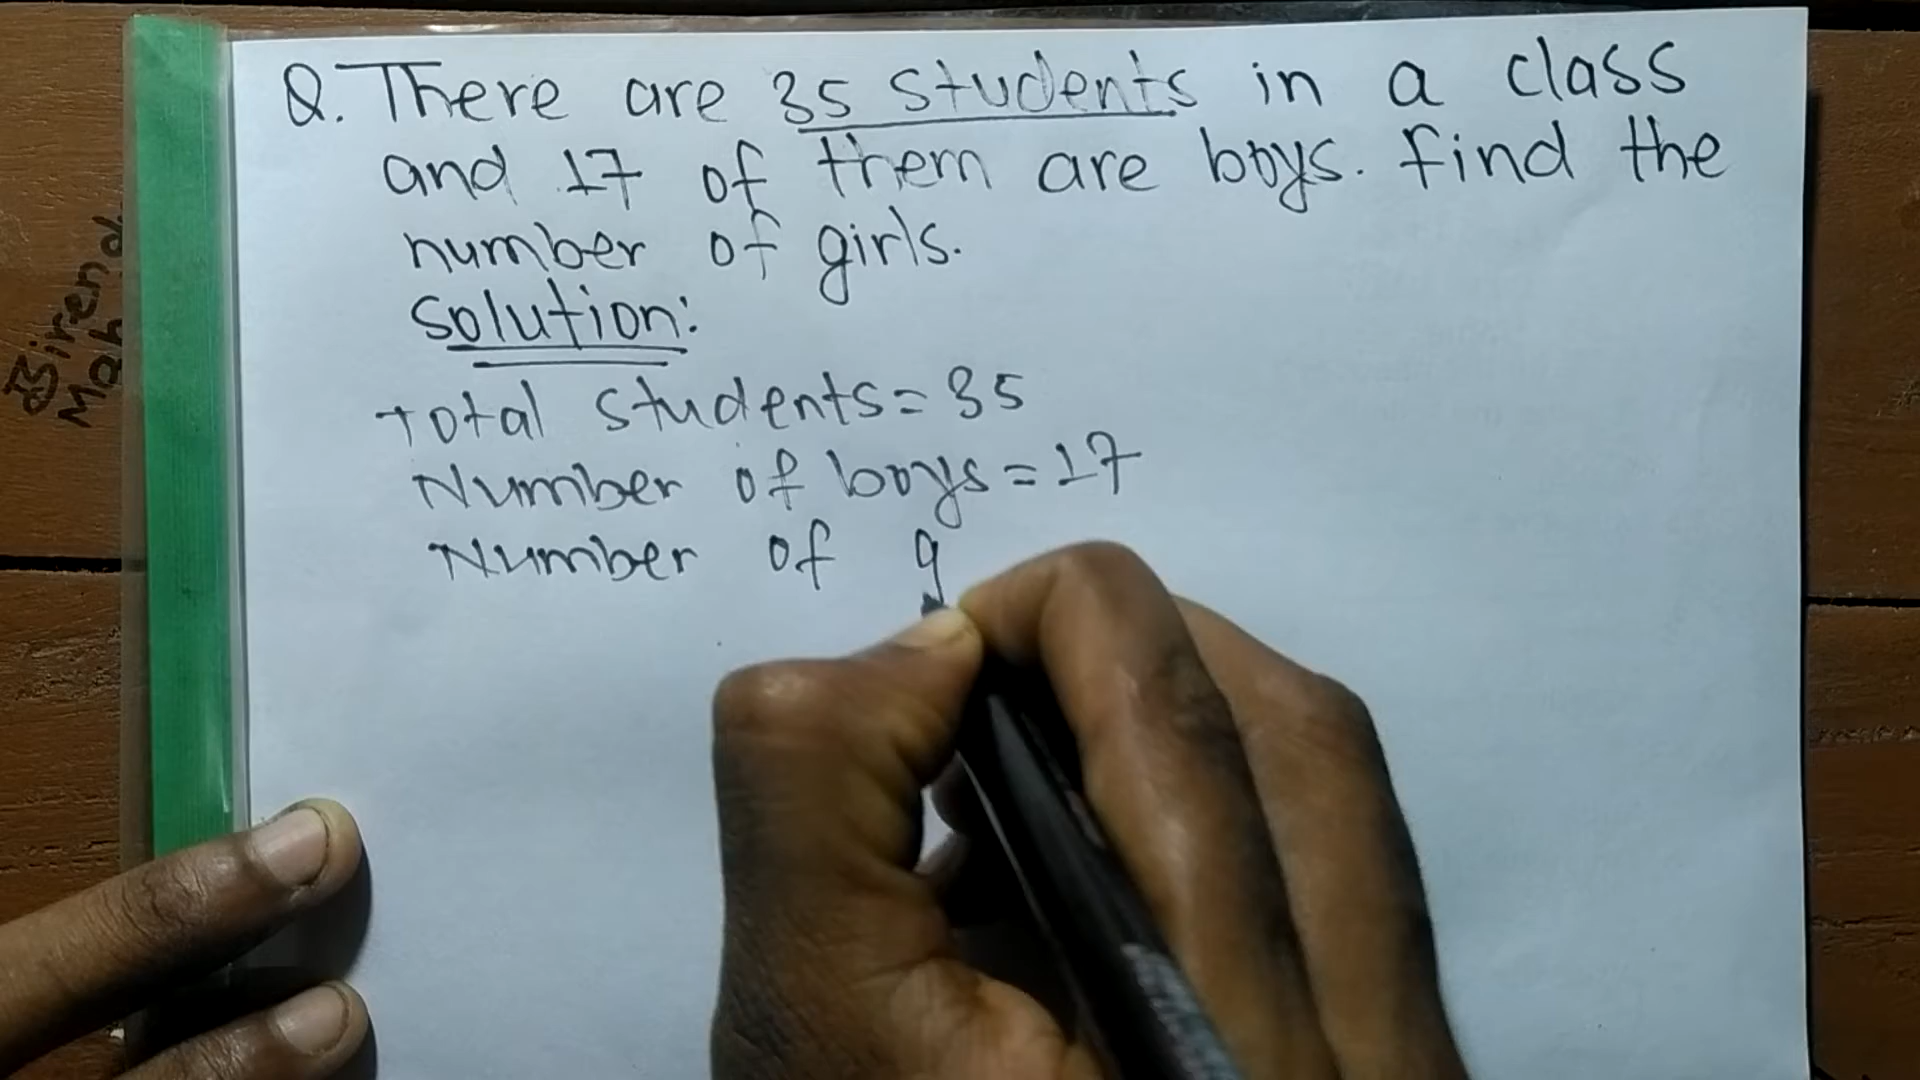 Q. There are 35 students in a class
and 17 of them are boys. Find the
number of girls.
Solution:
Total students = 35
Number of boys = 17
Number of g